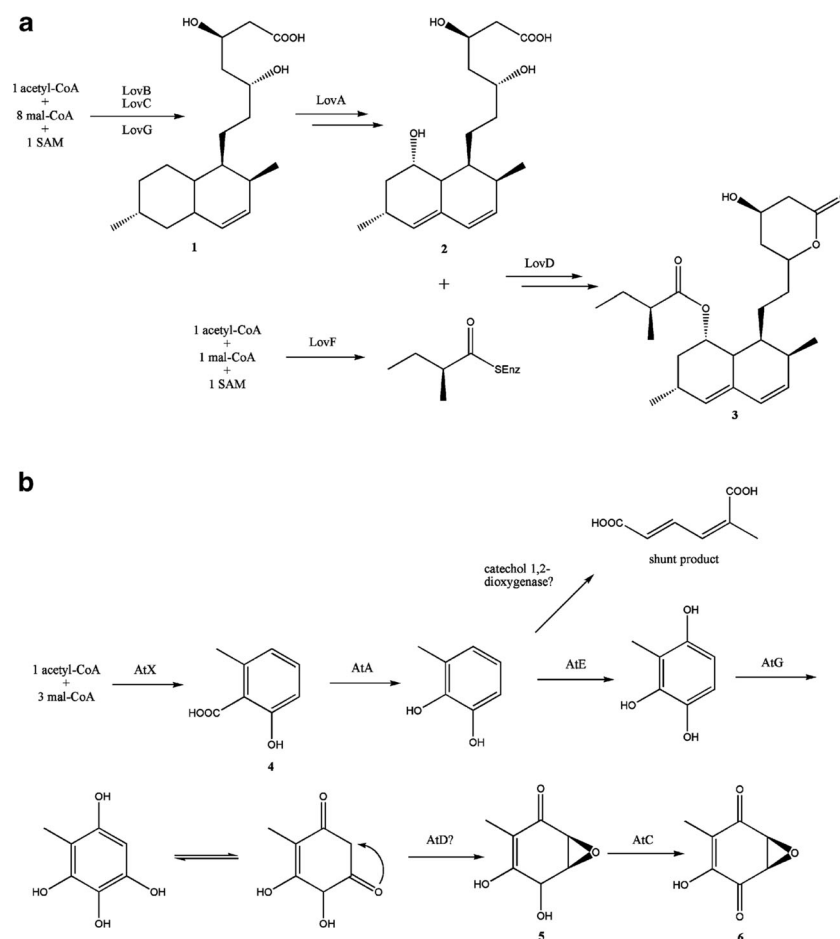 a
HO
COOH
OH
1 acetyl-CoA
+
8 mal-CoA
+
1 SAM
LovB
LovC
LovG
1
LovA
HO
COOH
OH
OH
2
+
1 acetyl-CoA
+
1 mal-CoA
+
1 SAM
LovF
O
SEnz
LovD
HO
O
O
O
3
b
COOH
HOOC
shunt product
catechol 1,2-
dioxygenase?
1 acetyl-CoA
+
3 mal-CoA
AtX
HOOC
OH
4
AtA
HO
OH
AtE
OH
HO
OH
AtG
OH
HO
OH
OH
O
HO
O
OH
AtD?
O
O
HO
OH
5
AtC
O
O
HO
O
6